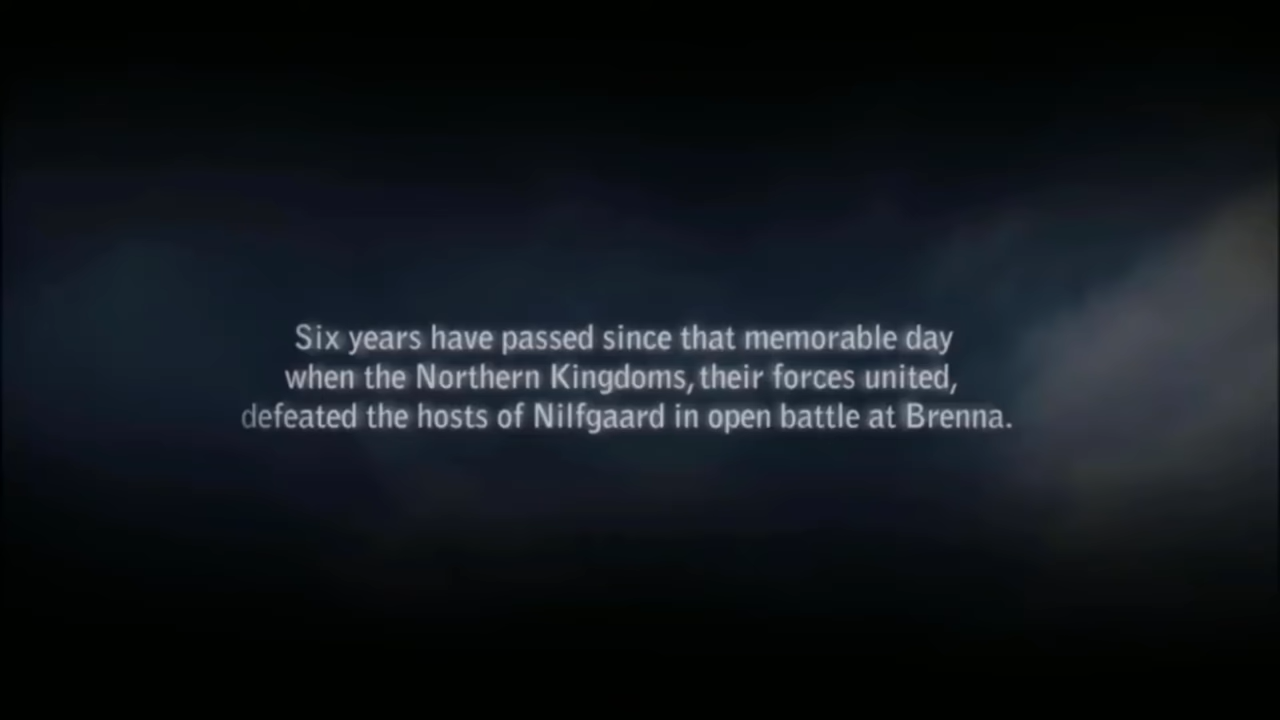 Six years have passed since that memorable day
when the Northern Kingdoms, their forces united,
defeated the hosts of Nilfgaard in open battle at Brenna.